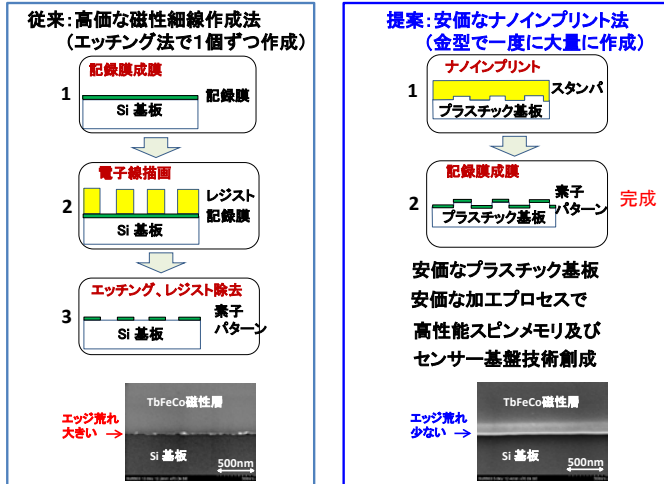 従来：高価な磁性細線作成法
（エッチング法で1個ずつ作成）
記録膜成膜
1
記録膜
Si 基板
電子線描画
2
レジスト
記録膜
Si 基板
エッチング、レジスト除去
3
素子
パターン
Si 基板
エッジ荒れ
大きい →
TbFeCo磁性層
Si 基板
500nm
提案：安価なナノインプリント法
（金型で一度に大量に作成）
ナノインプリント
1
スタンパ
プラスチック基板
記録膜成膜
2
素子
パターン
プラスチック基板
完成
安価なプラスチック基板
安価な加工プロセスで
高性能スピンメモリ及び
センサー基盤技術創成
エッジ荒れ
少ない →
TbFeCo磁性層
Si 基板
500nm